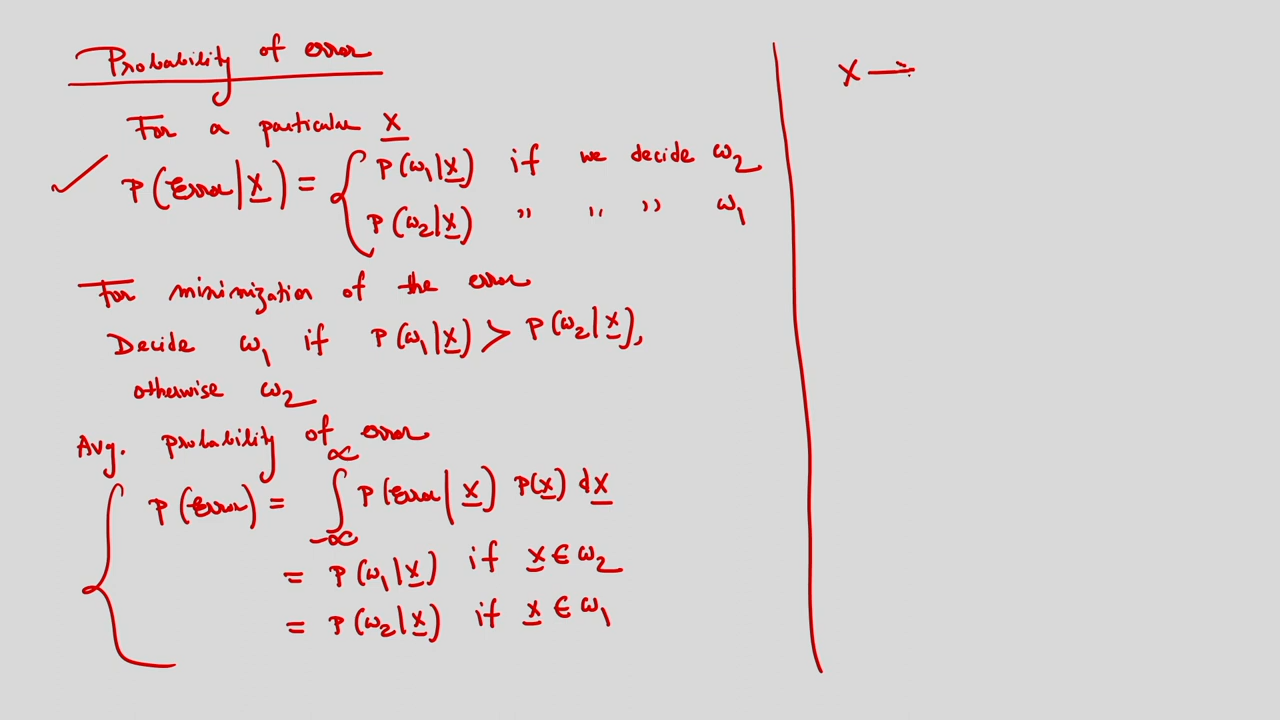 Probability of error
For a particular x
P(Error|x) = { P(ω₁|x) if we decide ω₂
P(ω₂|x) " " " ω₁
For minimization of the error
Decide ω₁ if P(ω₁|x) > P(ω₂|x),
otherwise ω₂
Avg. probability of error
P(Error) = ∫_{-∞}^{∞} P(Error|x) P(x) dx
= P(ω₁|x) if x ∈ ω₂
= P(ω₂|x) if x ∈ ω₁
x →